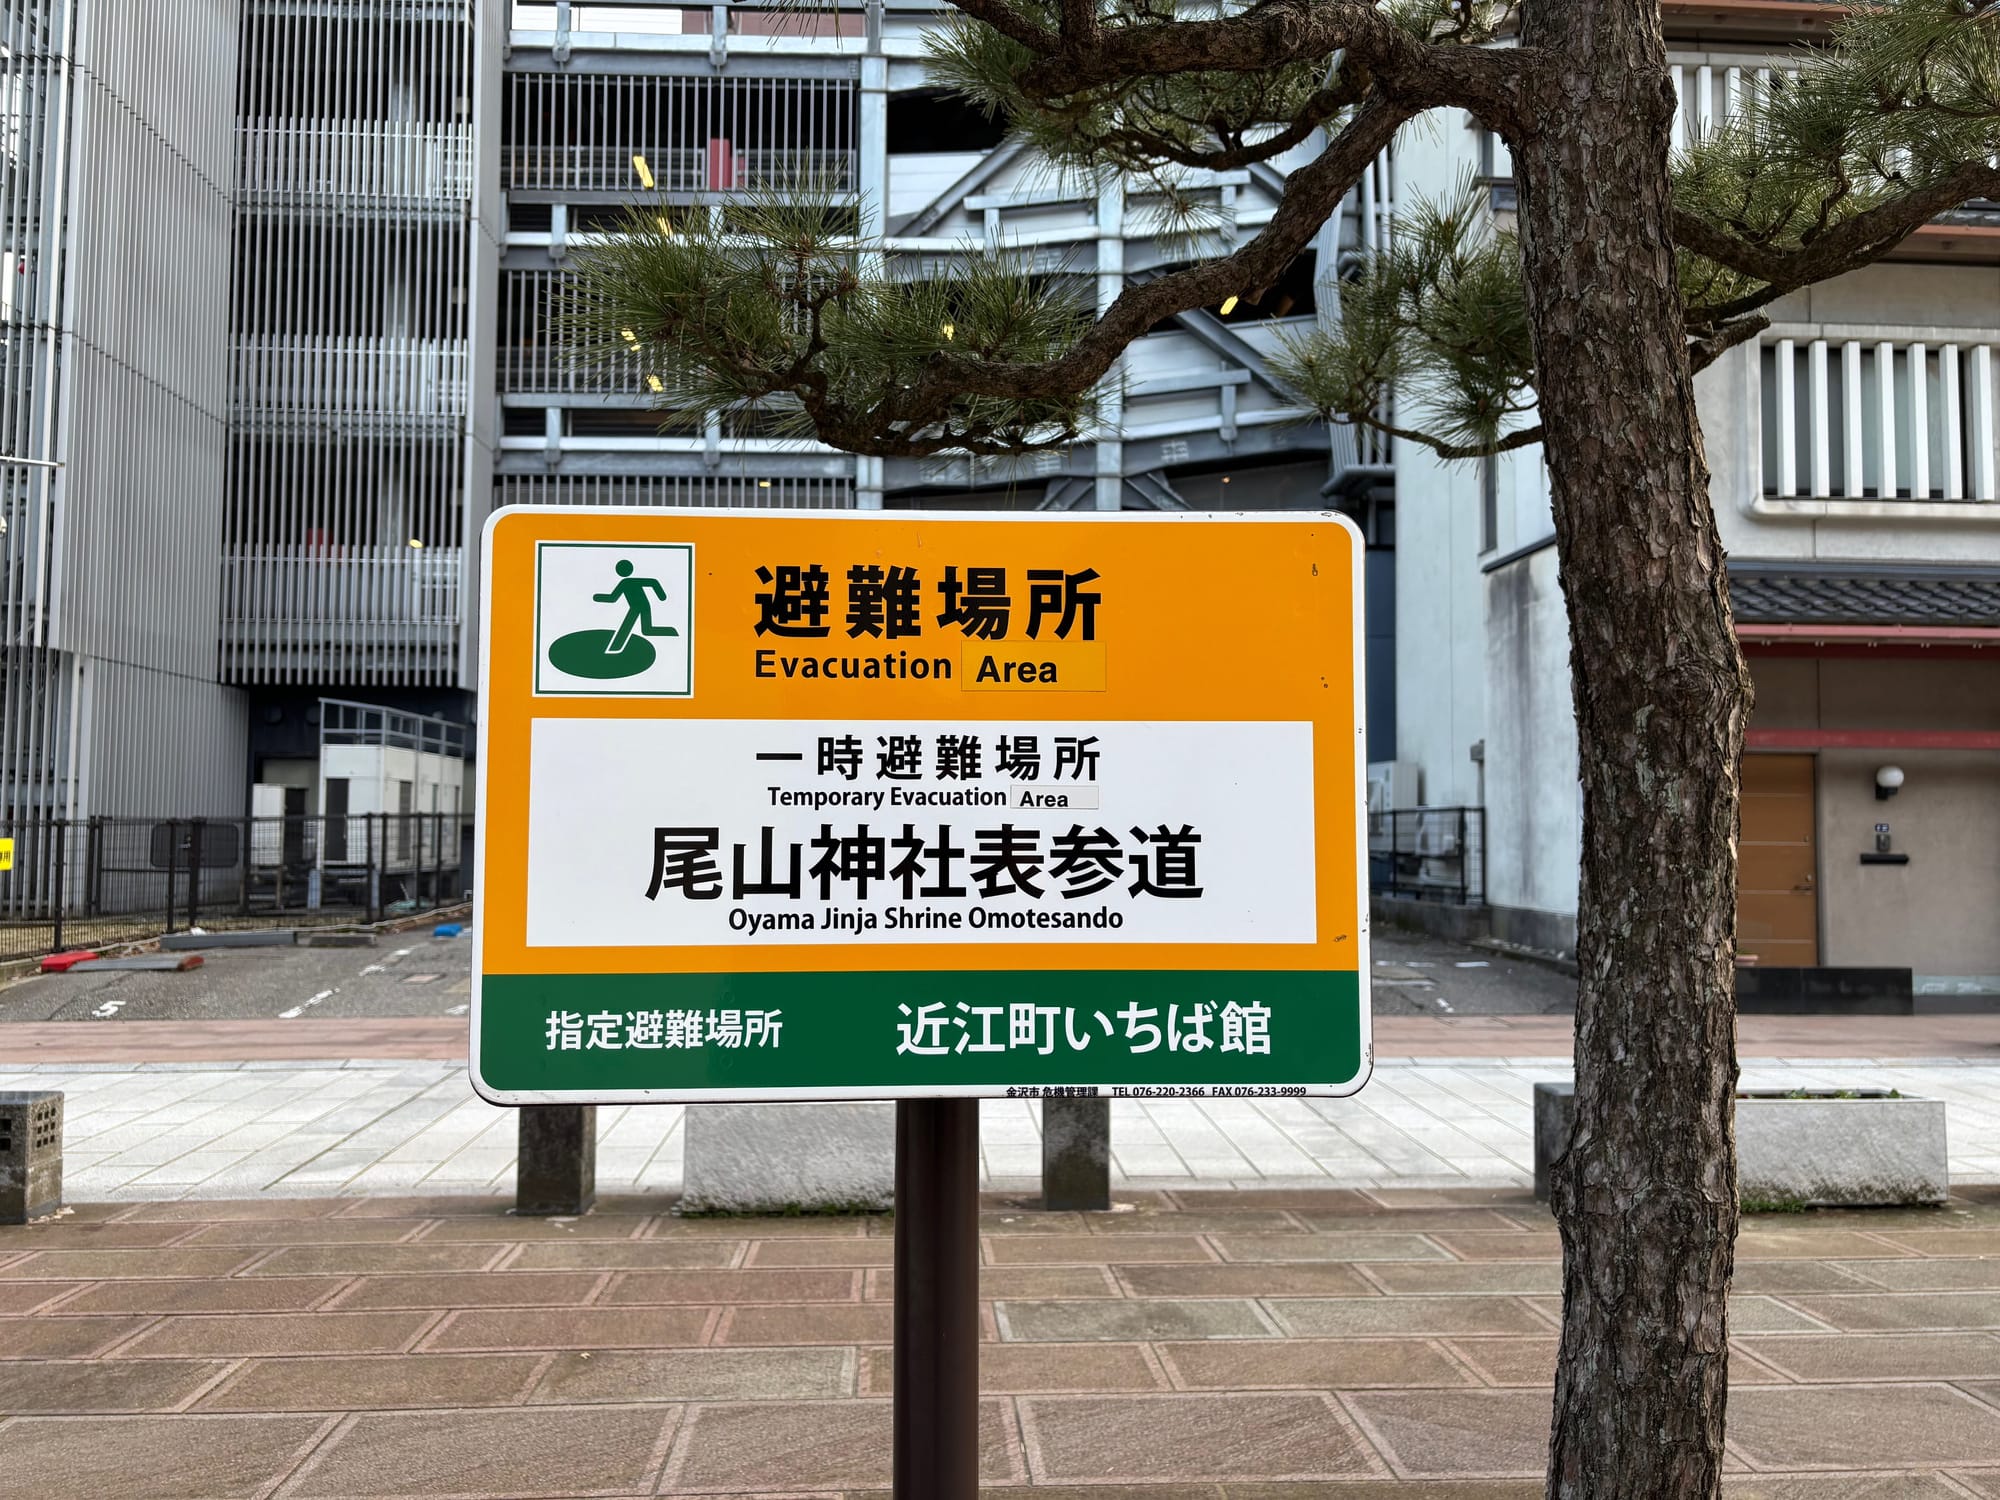 避難場所
Evacuation Area
一時避難場所
Temporary Evacuation Area
尾山神社表参道
Oyama Jinja Shrine Omotesando
指定避難場所 近江町いちば館
金沢市 危機管理課 TEL 076-220-2366 FAX 076-233-9999
5